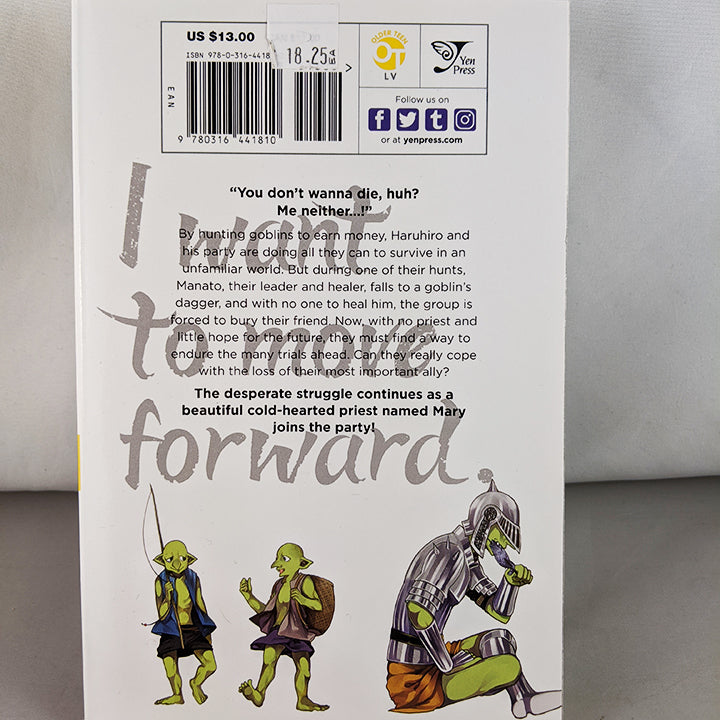 US $13.00
ISBN 978-0-316-4418
18.25
EA
>
EAN
9 780316 441810
OLDER TEEN
OT
LV
Yen
Press
Follow us on
or at yenpress.com
I want
to move
forward.
“You don’t wanna die, huh?
Me neither...!”
By hunting goblins to earn money, Haruhiro and
his party are doing all they can to survive in an
unfamiliar world. But during one of their hunts,
Manato, their leader and healer, falls to a goblin’s
dagger, and with no one to heal him, the group is
forced to bury their friend. Now, with no priest and
little hope for the future, they must find a way to
endure the many trials ahead. Can they really cope
with the loss of their most important ally?
The desperate struggle continues as a
beautiful cold-hearted priest named Mary
joins the party!